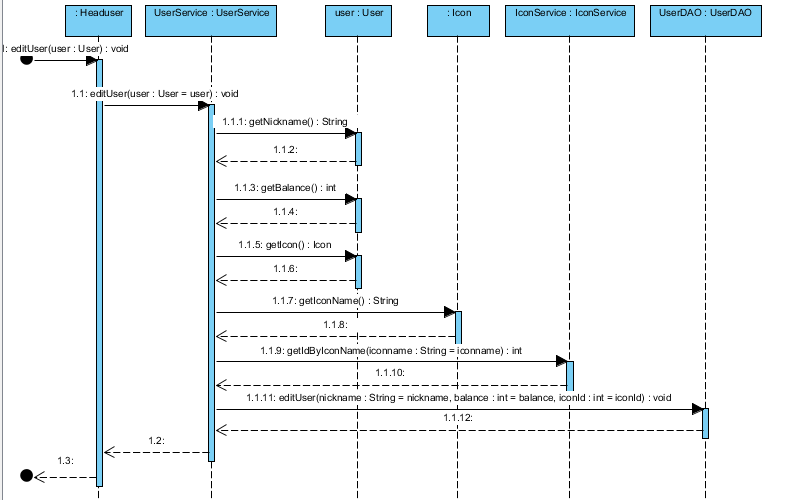 : Headuser
UserService : UserService
user : User
: Icon
IconService : IconService
UserDAO : UserDAO
: editUser(user : User) : void
1.1: editUser(user : User = user) : void
1.1.1: getNickname() : String
1.1.2:
1.1.3: getBalance() : int
1.1.4:
1.1.5: getIcon() : Icon
1.1.6:
1.1.7: getIconName() : String
1.1.8:
1.1.9: getIdByIconName(iconname : String = iconname) : int
1.1.10:
1.1.11: editUser(nickname : String = nickname, balance : int = balance, iconId : int = iconId) : void
1.1.12:
1.2:
1.3: